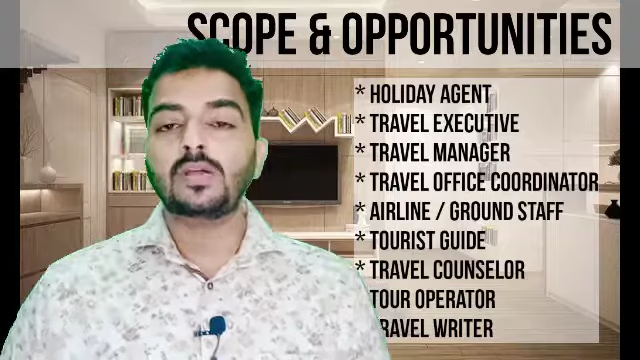 SCOPE & OPPORTUNITIES
* HOLIDAY AGENT
* TRAVEL EXECUTIVE
* TRAVEL MANAGER
* TRAVEL OFFICE COORDINATOR
* AIRLINE / GROUND STAFF
* TOURIST GUIDE
* TRAVEL COUNSELOR
TOUR OPERATOR
TRAVEL WRITER